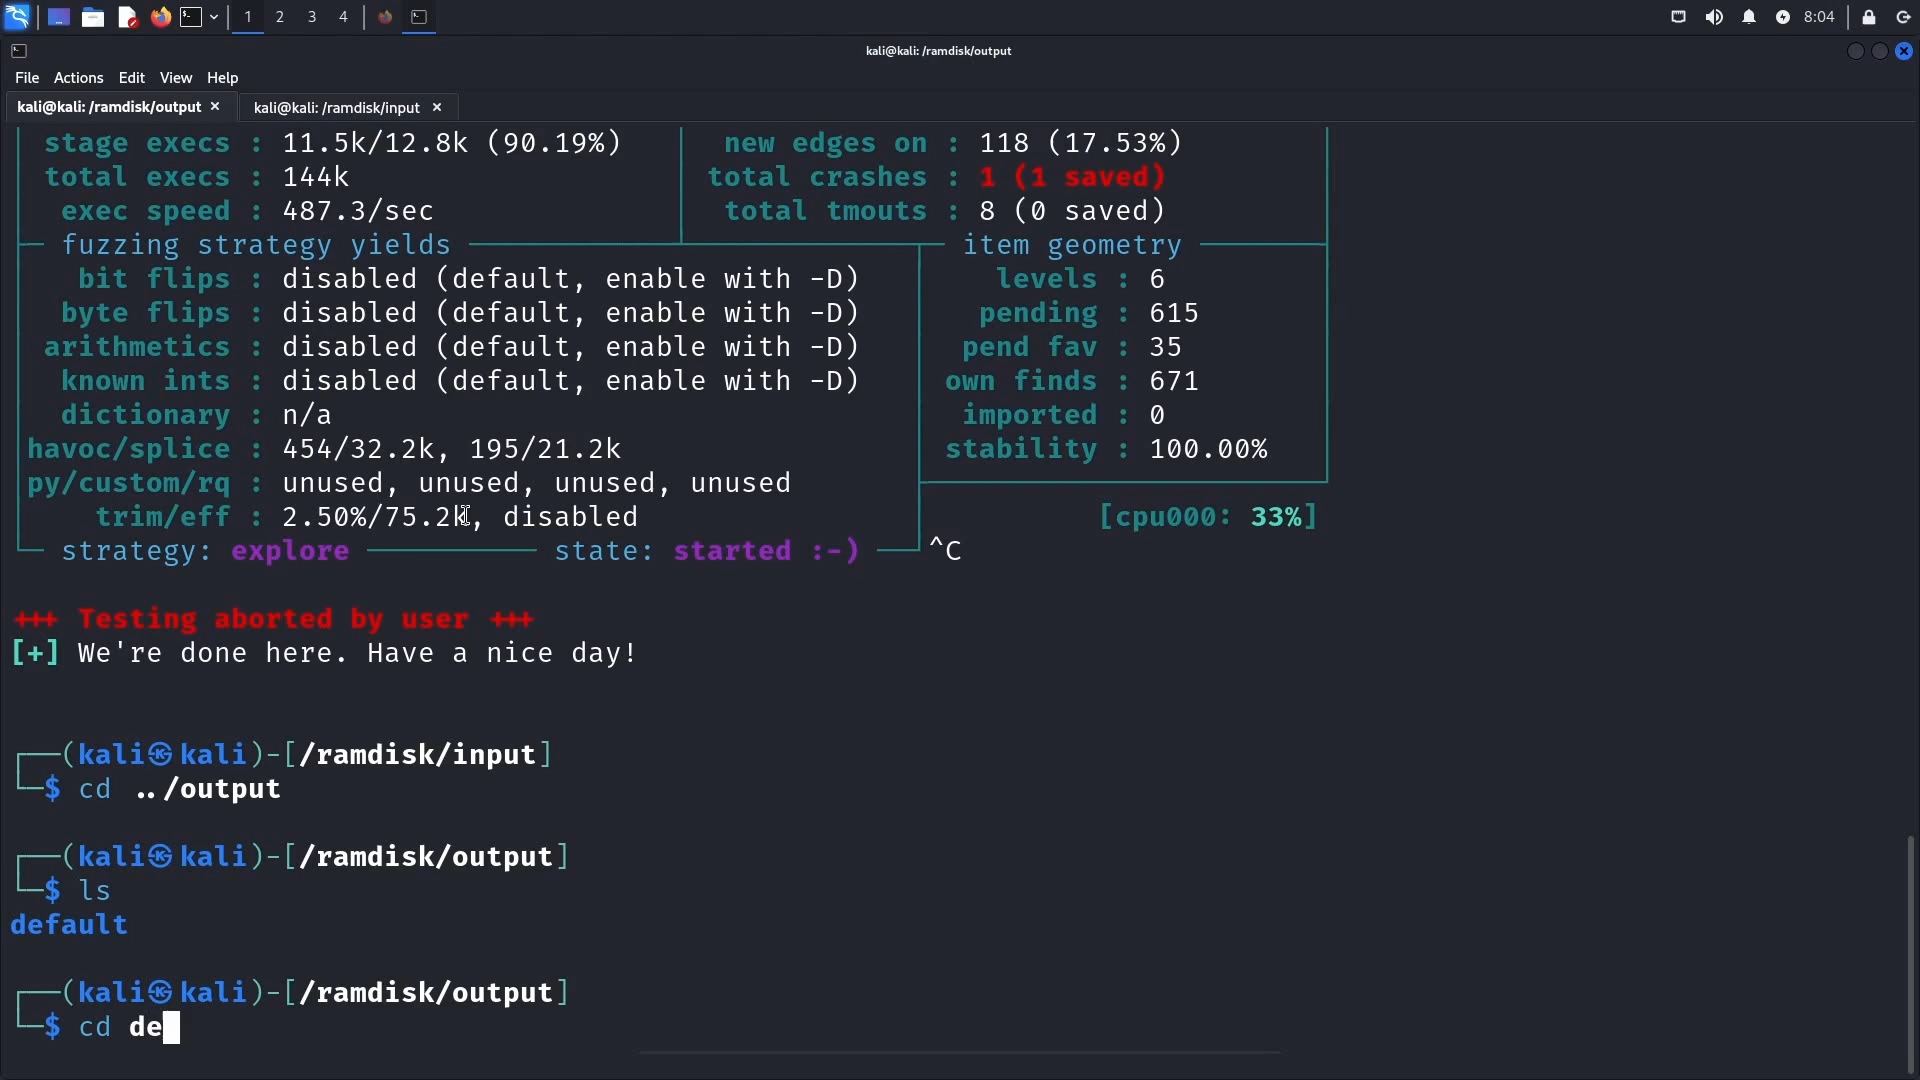 1 2 3 4 8:04
kali@kali: /ramdisk/output
File Actions Edit View Help
kali@kali: /ramdisk/output × kali@kali: /ramdisk/input ×
stage execs : 11.5k/12.8k (90.19%) new edges on : 118 (17.53%)
total execs : 144k total crashes : 1 (1 saved)
exec speed : 487.3/sec total tmouts : 8 (0 saved)
fuzzing strategy yields item geometry
bit flips : disabled (default, enable with -D) levels : 6
byte flips : disabled (default, enable with -D) pending : 615
arithmetics : disabled (default, enable with -D) pend fav : 35
known ints : disabled (default, enable with -D) own finds : 671
dictionary : n/a imported : 0
havoc/splice : 454/32.2k, 195/21.2k stability : 100.00%
py/custom/rq : unused, unused, unused, unused
trim/eff : 2.50%/75.2k, disabled [cpu000: 33%]
strategy: explore state: started :-) ^C
+++ Testing aborted by user +++
[+] We're done here. Have a nice day!
┌──(kali㉿kali)-[/ramdisk/input]
└─$ cd ../output
┌──(kali㉿kali)-[/ramdisk/output]
└─$ ls
default
┌──(kali㉿kali)-[/ramdisk/output]
└─$ cd de